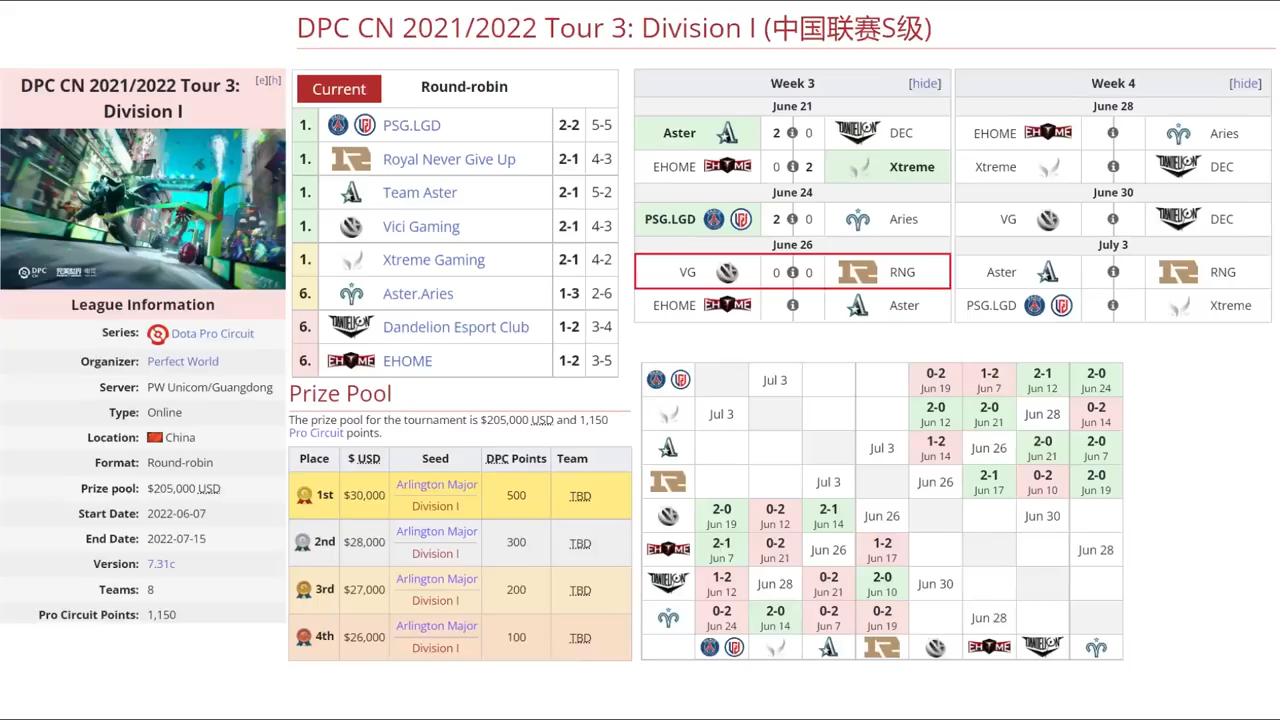 DPC CN 2021/2022 Tour 3: Division I (中国联赛S级)
DPC CN 2021/2022 Tour 3: [e][h]
Division I
DPC CN 完美世界 电竞
League Information
Series: Dota Pro Circuit
Organizer: Perfect World
Server: PW Unicom/Guangdong
Type: Online
Location: China
Format: Round-robin
Prize pool: $205,000 USD
Start Date: 2022-06-07
End Date: 2022-07-15
Version: 7.31c
Teams: 8
Pro Circuit Points: 1,150
Current Round-robin
1. PSG.LGD 2-2 5-5
1. Royal Never Give Up 2-1 4-3
1. Team Aster 2-1 5-2
1. Vici Gaming 2-1 4-3
1. Xtreme Gaming 2-1 4-2
6. Aster.Aries 1-3 2-6
6. Dandelion Esport Club 1-2 3-4
6. EHOME 1-2 3-5
Prize Pool
The prize pool for the tournament is $205,000 USD and 1,150
Pro Circuit points.
Place $ USD Seed DPC Points Team
1st $30,000 Arlington Major Division I 500 TBD
2nd $28,000 Arlington Major Division I 300 TBD
3rd $27,000 Arlington Major Division I 200 TBD
4th $26,000 Arlington Major Division I 100 TBD
Week 3 [hide]
June 21
Aster 2 0 DEC
EHOME 0 2 Xtreme
June 24
PSG.LGD 2 0 Aries
June 26
VG 0 0 RNG
EHOME Aster
Week 4 [hide]
June 28
EHOME Aries
Xtreme DEC
June 30
VG DEC
July 3
Aster RNG
PSG.LGD Xtreme
Jul 3 0-2 Jun 19 1-2 Jun 7 2-1 Jun 12 2-0 Jun 24
Jul 3 2-0 Jun 12 2-0 Jun 21 Jun 28 0-2 Jun 14
Jul 3 1-2 Jun 14 Jun 26 2-0 Jun 21 2-0 Jun 7
Jul 3 Jun 26 2-1 Jun 17 0-2 Jun 10 2-0 Jun 19
2-0 Jun 19 0-2 Jun 12 2-1 Jun 14 Jun 26 Jun 30
2-1 Jun 7 0-2 Jun 21 Jun 26 1-2 Jun 17 Jun 28
1-2 Jun 12 Jun 28 0-2 Jun 21 2-0 Jun 10 Jun 30
0-2 Jun 24 2-0 Jun 14 0-2 Jun 7 0-2 Jun 19 Jun 28